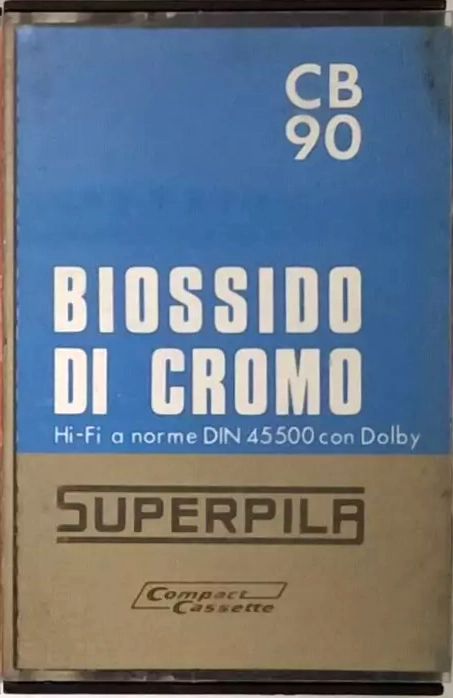 CB
90
BIOSSIDO
DI CROMO
Hi-Fi a norme DIN 45500 con Dolby
SUPERPILA
Compact
Cassette